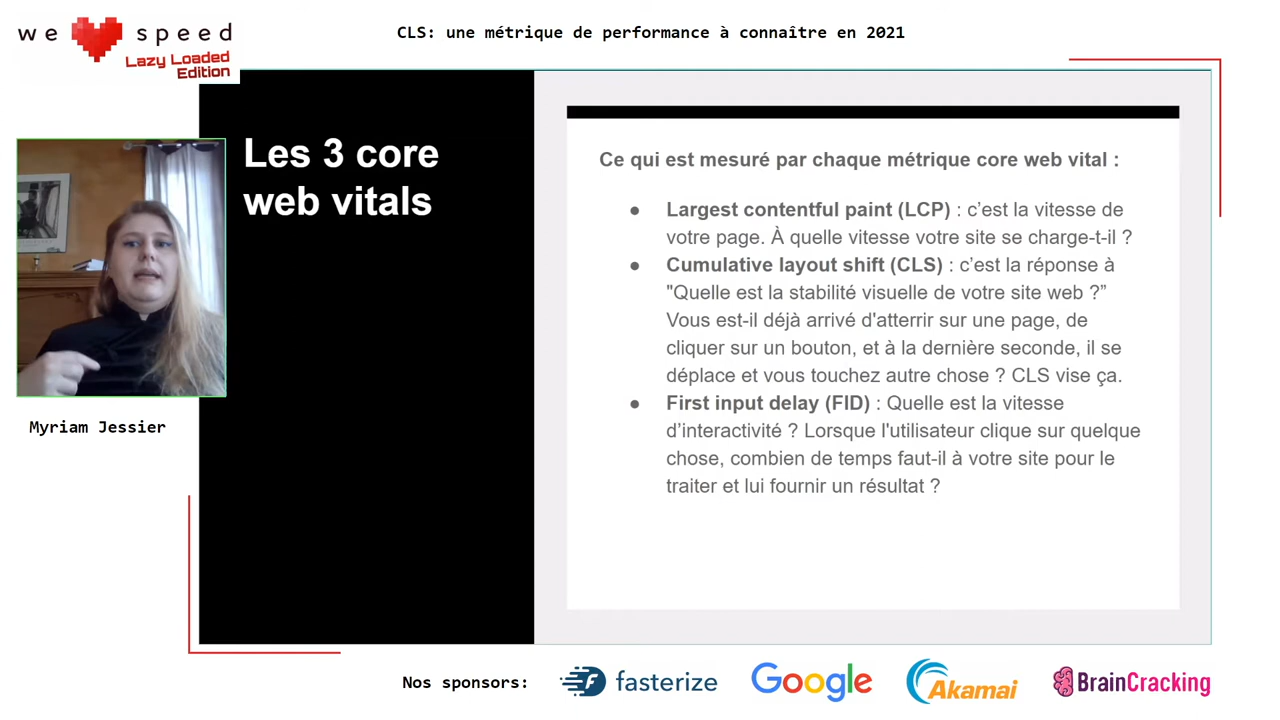 we speed
Lazy Loaded
Edition
CLS: une métrique de performance à connaître en 2021
Les 3 core
web vitals
Myriam Jessier
Ce qui est mesuré par chaque métrique core web vital :
● Largest contentful paint (LCP) : c’est la vitesse de
votre page. À quelle vitesse votre site se charge-t-il ?
● Cumulative layout shift (CLS) : c’est la réponse à
"Quelle est la stabilité visuelle de votre site web ?”
Vous est-il déjà arrivé d'atterrir sur une page, de
cliquer sur un bouton, et à la dernière seconde, il se
déplace et vous touchez autre chose ? CLS vise ça.
● First input delay (FID) : Quelle est la vitesse
d’interactivité ? Lorsque l'utilisateur clique sur quelque
chose, combien de temps faut-il à votre site pour le
traiter et lui fournir un résultat ?
Nos sponsors:
fasterize
Google
Akamai
BrainCracking